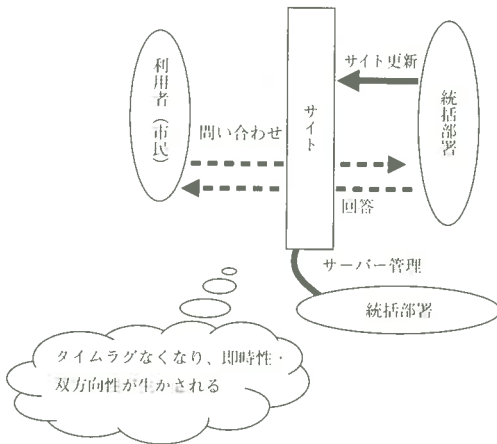 サイト更新
利用者（市民）
サイト
統括部署
問い合わせ
回答
サーバー管理
統括部署
タイムラグなくなり、即時性・
双方向性が生かされる